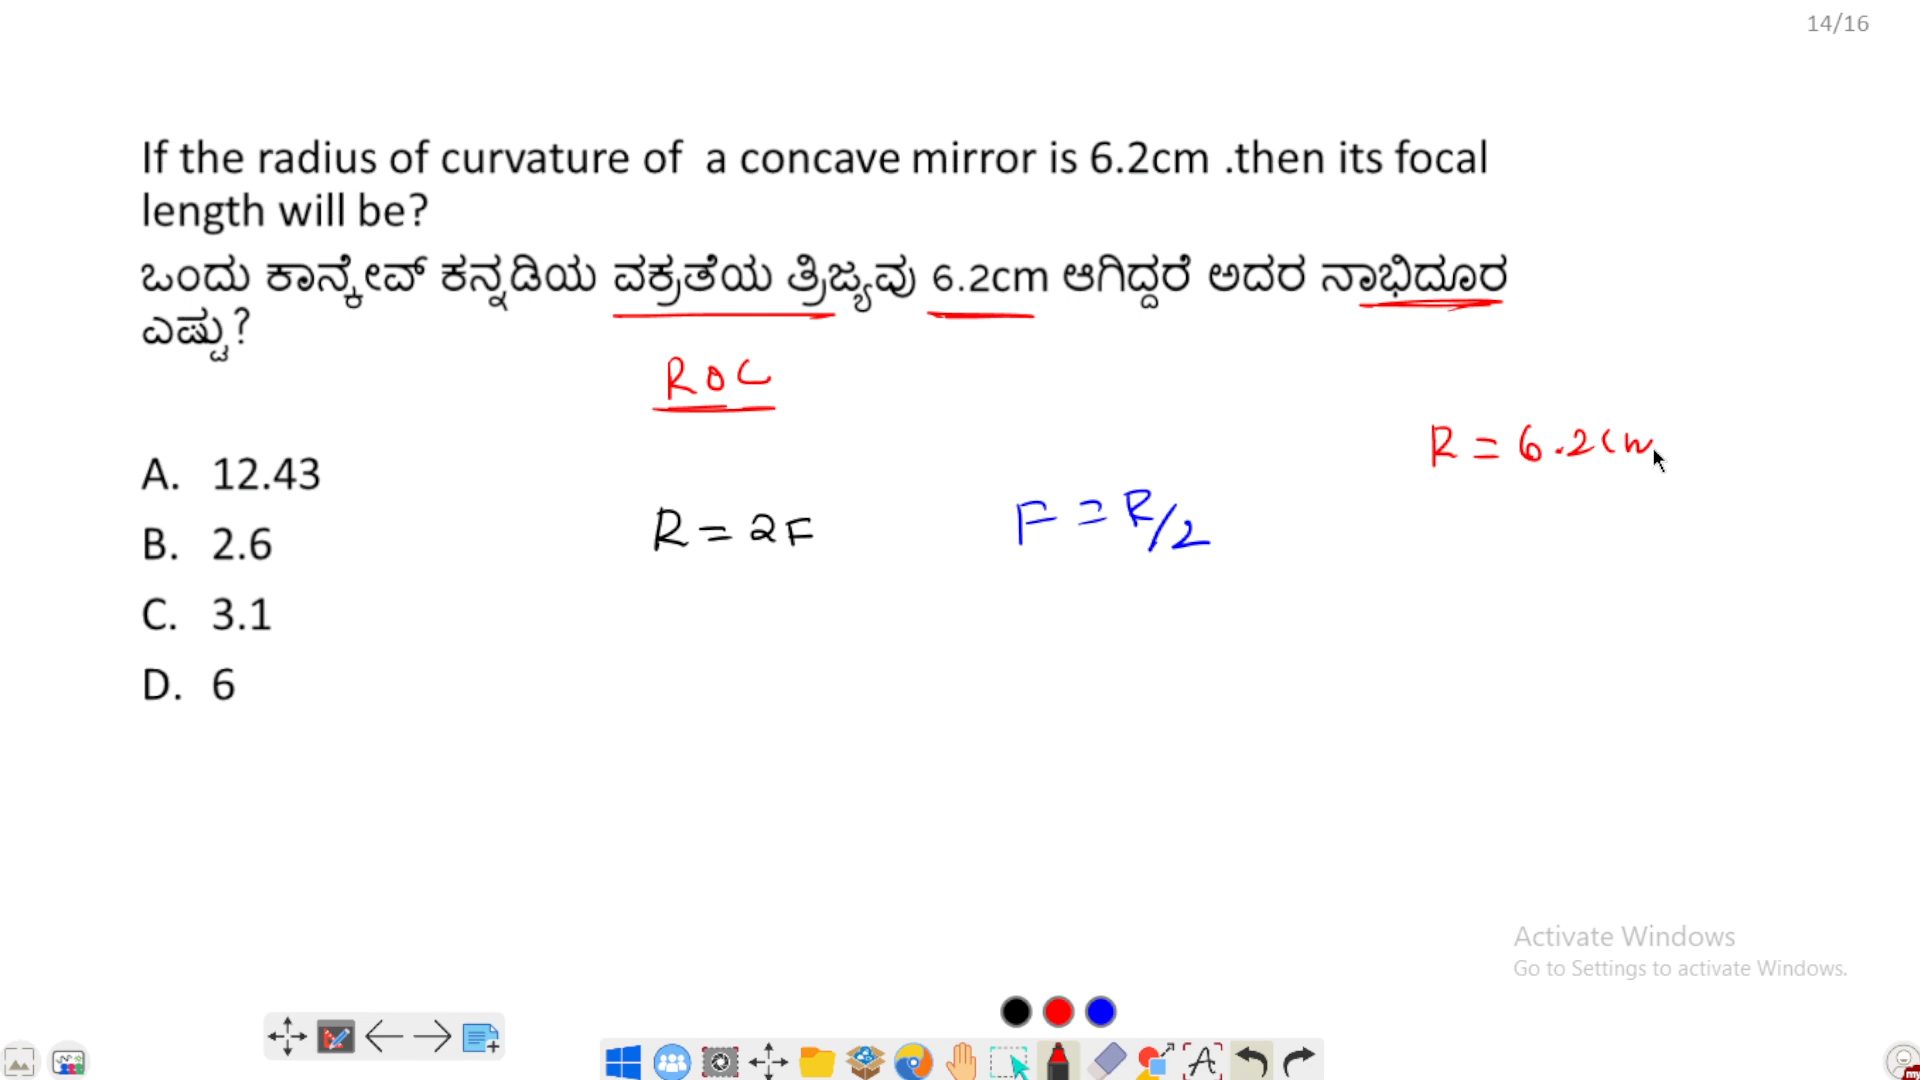 14/16
If the radius of curvature of a concave mirror is 6.2cm .then its focal
length will be?
ಒಂದು ಕಾನ್ಕೇವ್ ಕನ್ನಡಿಯ ವಕ್ರತೆಯ ತ್ರಿಜ್ಯವು 6.2cm ಆಗಿದ್ದರೆ ಅದರ ನಾಭಿದೂರ
ಎಷ್ಟು?
ROC
R = 6.2cm
A. 12.43
R = 2F
F = R/2
B. 2.6
C. 3.1
D. 6
Activate Windows
Go to Settings to activate Windows.